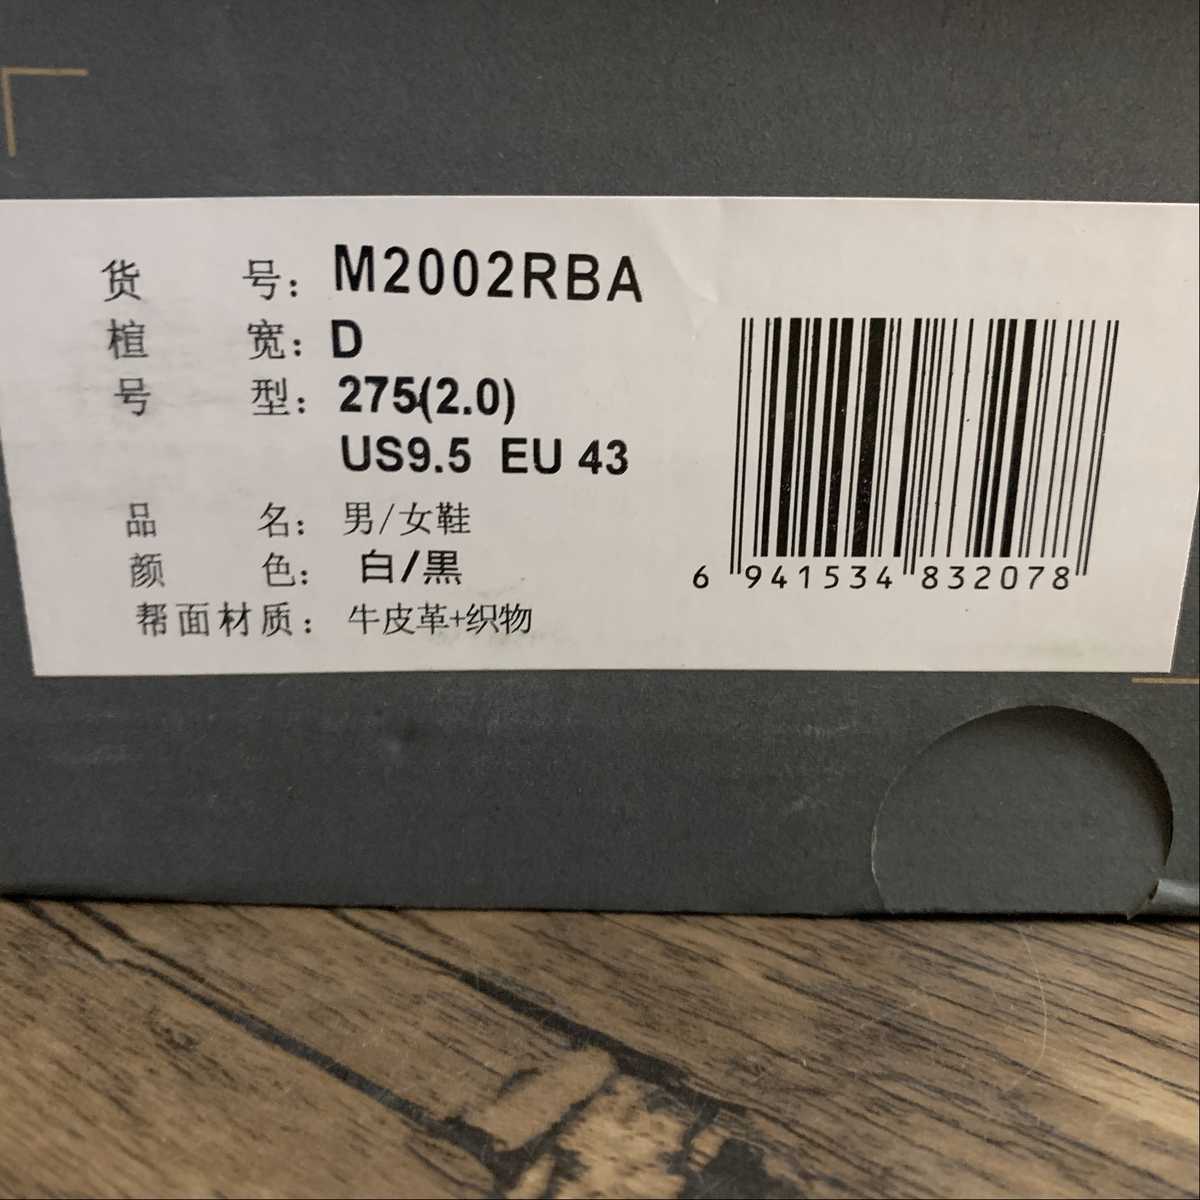 货 号: M2002RBA
楦 宽: D
号 型: 275(2.0)
US9.5 EU 43
品 名: 男/女鞋
颜 色: 白/黒
帮面材质: 牛皮革+织物
6 941534 832078